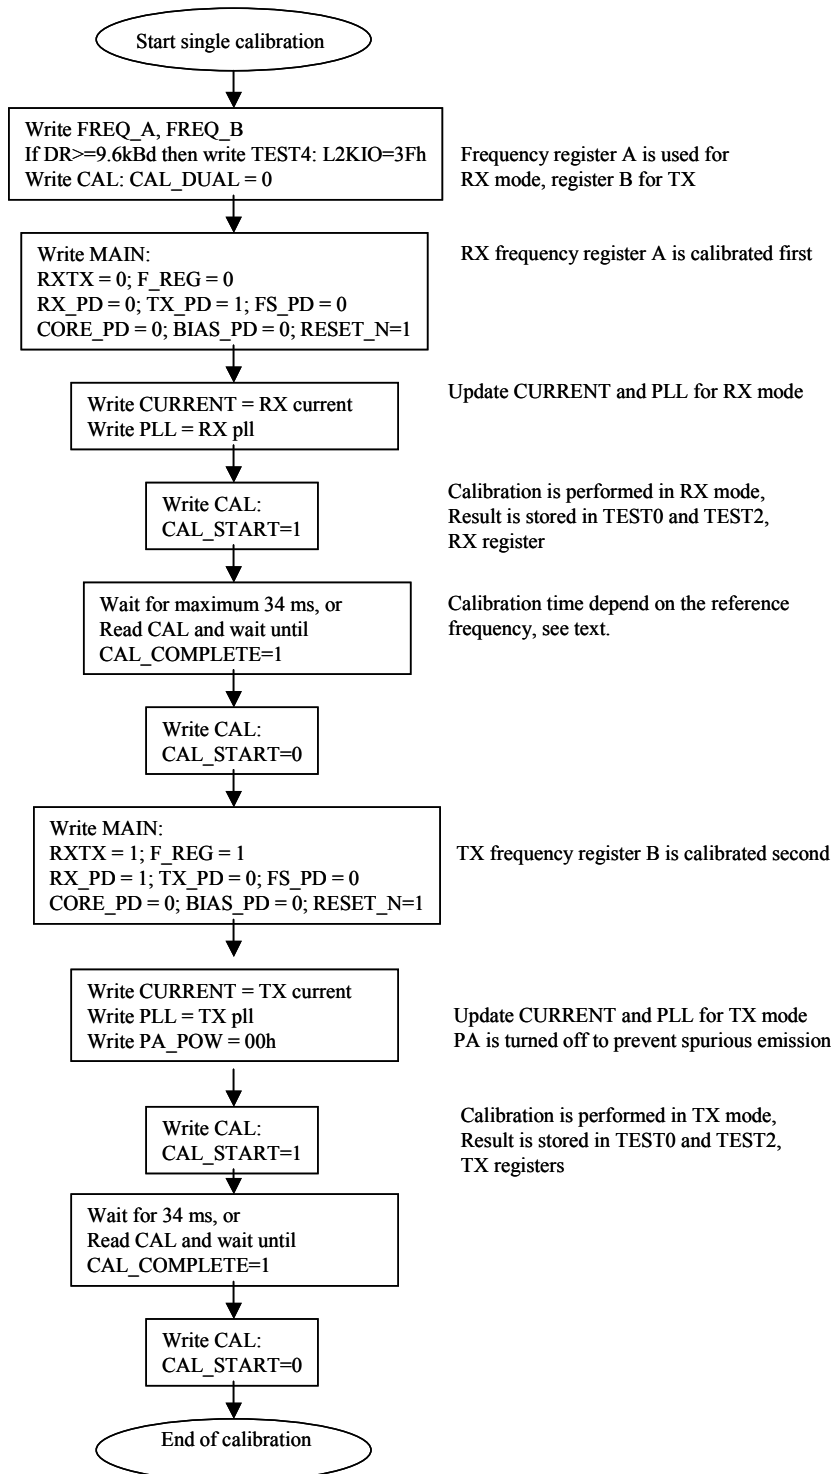 Start single calibration
Write FREQ_A, FREQ_B
If DR>=9.6kBd then write TEST4: L2KIO=3Fh
Write CAL: CAL_DUAL = 0
Frequency register A is used for
RX mode, register B for TX
Write MAIN:
RXTX = 0; F_REG = 0
RX_PD = 0; TX_PD = 1; FS_PD = 0
CORE_PD = 0; BIAS_PD = 0; RESET_N=1
RX frequency register A is calibrated first
Write CURRENT = RX current
Write PLL = RX pll
Update CURRENT and PLL for RX mode
Write CAL:
CAL_START=1
Calibration is performed in RX mode,
Result is stored in TEST0 and TEST2,
RX register
Wait for maximum 34 ms, or
Read CAL and wait until
CAL_COMPLETE=1
Calibration time depend on the reference
frequency, see text.
Write CAL:
CAL_START=0
Write MAIN:
RXTX = 1; F_REG = 1
RX_PD = 1; TX_PD = 0; FS_PD = 0
CORE_PD = 0; BIAS_PD = 0; RESET_N=1
TX frequency register B is calibrated second
Write CURRENT = TX current
Write PLL = TX pll
Write PA_POW = 00h
Update CURRENT and PLL for TX mode
PA is turned off to prevent spurious emission
Write CAL:
CAL_START=1
Calibration is performed in TX mode,
Result is stored in TEST0 and TEST2,
TX registers
Wait for 34 ms, or
Read CAL and wait until
CAL_COMPLETE=1
Write CAL:
CAL_START=0
End of calibration